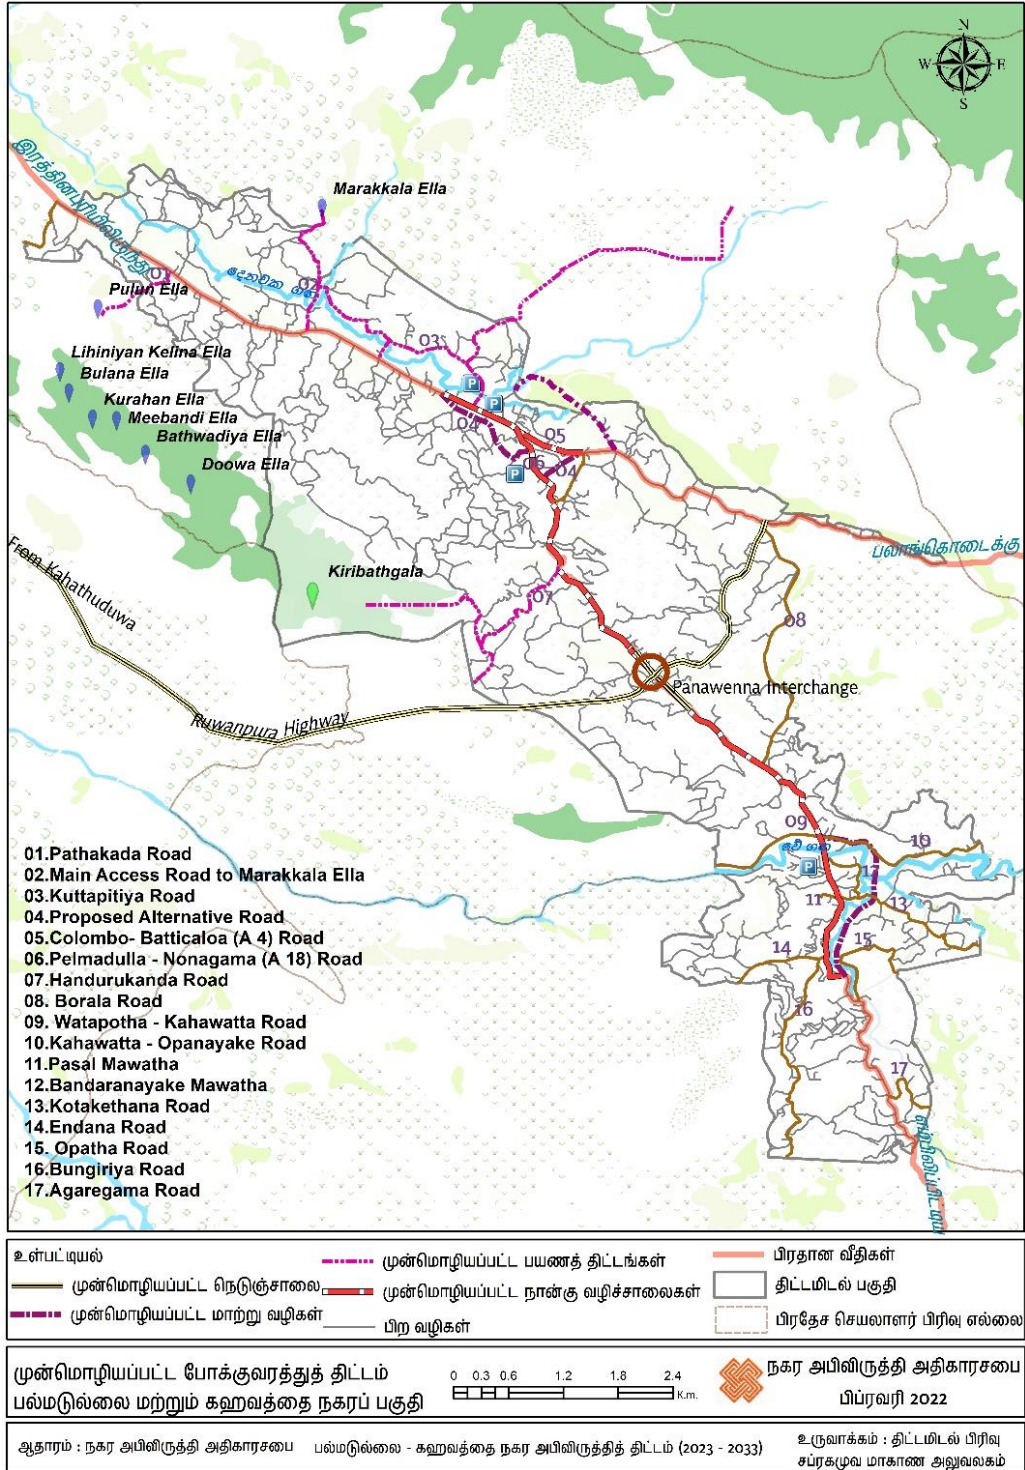 N
W E
S
Marakkala Ella
இரத்தினபுரியிலிருந்து
01
Pulun Ella
02
දෙනවක ගඟ
03
Lihiniyan Kelina Ella
Bulana Ella
Kurahan Ella
Meebandi Ella
Bathwadiya Ella
Doowa Ella
P
P
P
04
05
06
04
பலாங்கொடைக்கு
From Kahathuduwa
Kiribathgala
07
08
Panawenna Interchange
Ruwanpura Highway
09
10
වේ ගඟ
P
12
11
13
14
15
16
17
எம்பிலிப்பிட்டிய
01.Pathakada Road
02.Main Access Road to Marakkala Ella
03.Kuttapitiya Road
04.Proposed Alternative Road
05.Colombo- Batticaloa (A 4) Road
06.Pelmadulla - Nonagama (A 18) Road
07.Handurukanda Road
08. Borala Road
09. Watapotha - Kahawatta Road
10.Kahawatta - Opanayake Road
11.Pasal Mawatha
12.Bandaranayake Mawatha
13.Kotakethana Road
14.Endana Road
15. Opatha Road
16.Bungiriya Road
17.Agaregama Road
உள்பட்டியல்
முன்மொழியப்பட்ட நெடுஞ்சாலை
முன்மொழியப்பட்ட மாற்று வழிகள்
முன்மொழியப்பட்ட பயணத் திட்டங்கள்
முன்மொழியப்பட்ட நான்கு வழிச்சாலைகள்
பிற வழிகள்
பிரதான வீதிகள்
திட்டமிடல் பகுதி
பிரதேச செயலாளர் பிரிவு எல்லை
முன்மொழியப்பட்ட போக்குவரத்துத் திட்டம்
பல்மடுல்லை மற்றும் கஹவத்தை நகரப் பகுதி
0 0.3 0.6 1.2 1.8 2.4
K.m.
நகர அபிவிருத்தி அதிகாரசபை
பிப்ரவரி 2022
ஆதாரம் : நகர அபிவிருத்தி அதிகாரசபை
பல்மடுல்லை - கஹவத்தை நகர அபிவிருத்தித் திட்டம் (2023 - 2033)
உருவாக்கம் : திட்டமிடல் பிரிவு
சப்ரகமுவ மாகாண அலுவலகம்